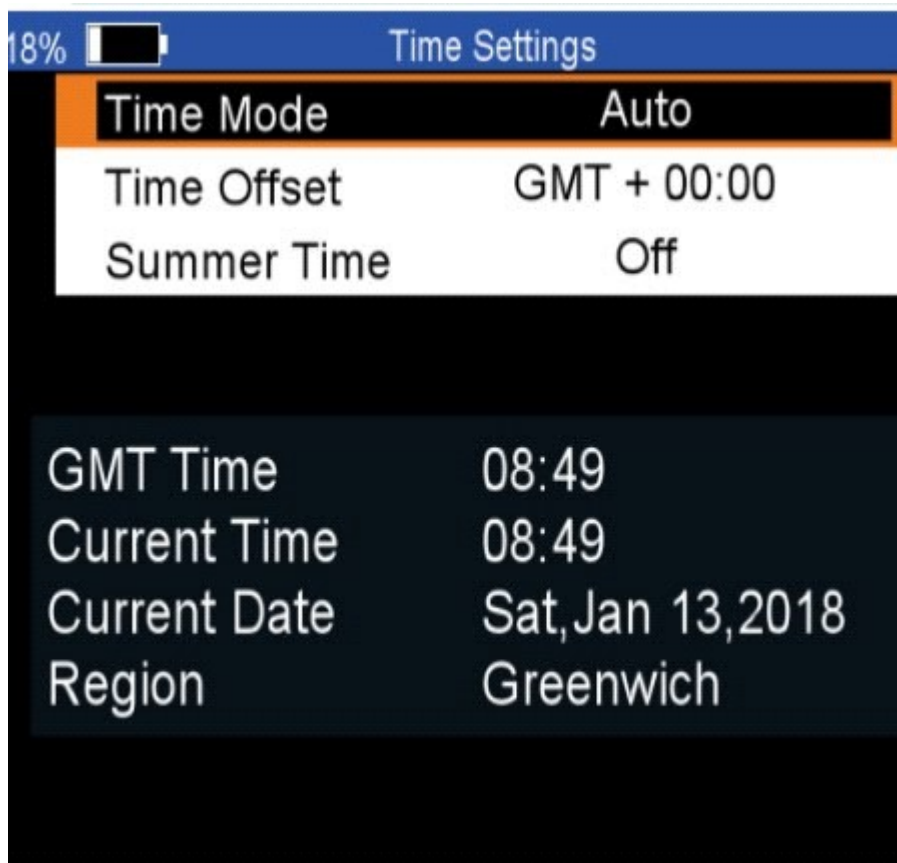 18% Time Settings
Time Mode Auto
Time Offset GMT + 00:00
Summer Time Off
GMT Time 08:49
Current Time 08:49
Current Date Sat,Jan 13,2018
Region Greenwich